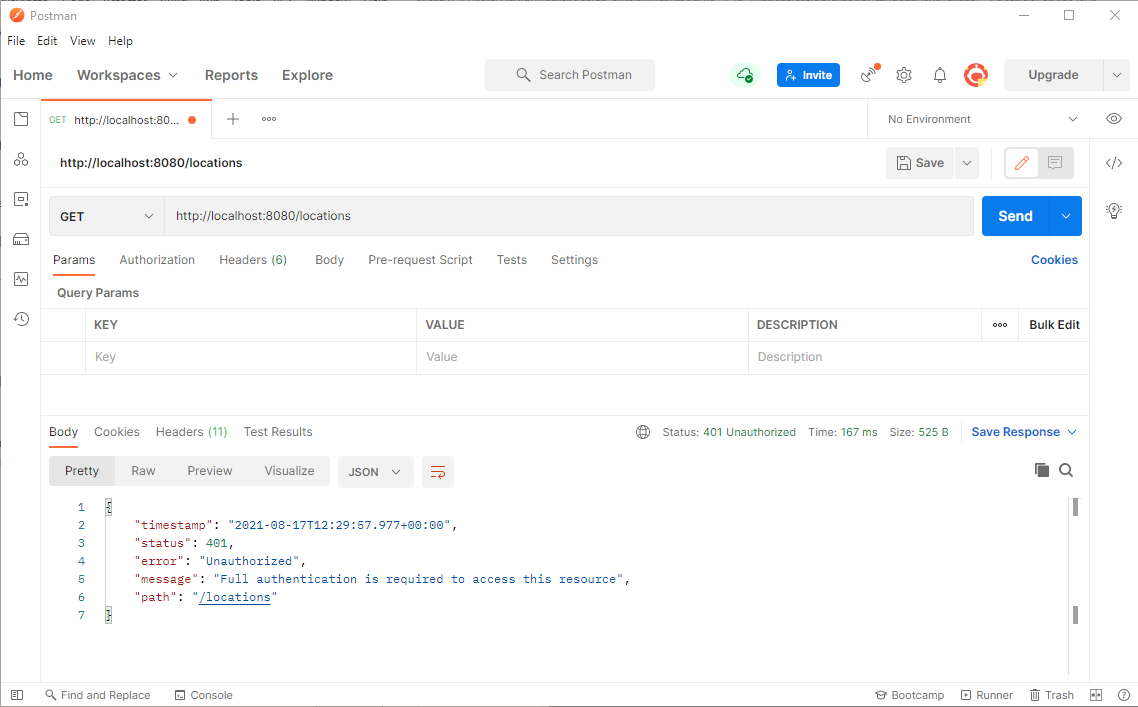 Postman
File Edit View Help
Home Workspaces Reports Explore Search Postman Invite Upgrade
GET http://localhost:80... No Environment
http://localhost:8080/locations Save
GET http://localhost:8080/locations Send
Params Authorization Headers (6) Body Pre-request Script Tests Settings Cookies
Query Params
KEY VALUE DESCRIPTION Bulk Edit
Key Value Description
Body Cookies Headers (11) Test Results Status: 401 Unauthorized Time: 167 ms Size: 525 B Save Response
Pretty Raw Preview Visualize JSON
1 {
2 "timestamp": "2021-08-17T12:29:57.977+00:00",
3 "status": 401,
4 "error": "Unauthorized",
5 "message": "Full authentication is required to access this resource",
6 "path": "/locations"
7 }
Find and Replace Console Bootcamp Runner Trash